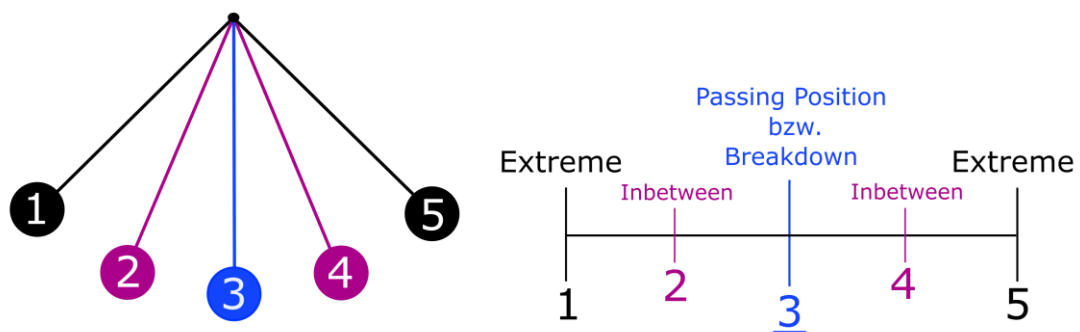 1
2
3
4
5
Passing Position
bzw.
Breakdown
Extreme
Extreme
Inbetween
Inbetween
1
2
3
4
5